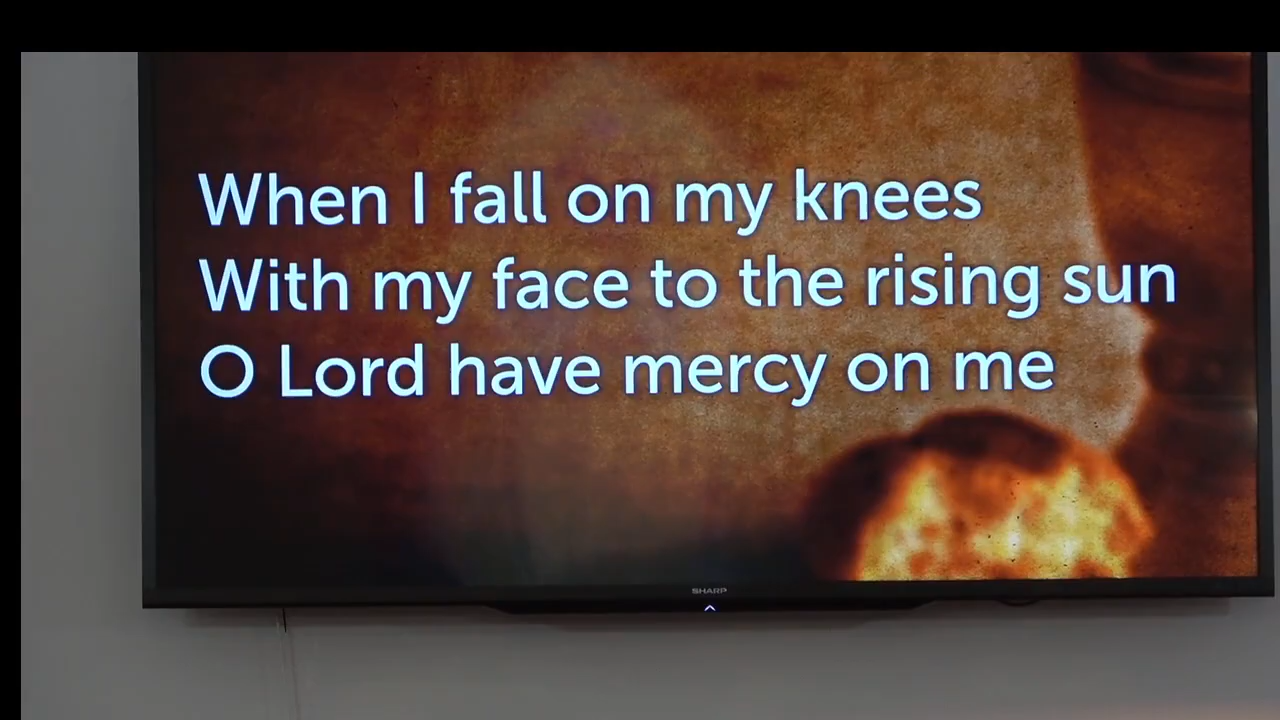 When I fall on my knees
With my face to the rising sun
O Lord have mercy on me
SHARP